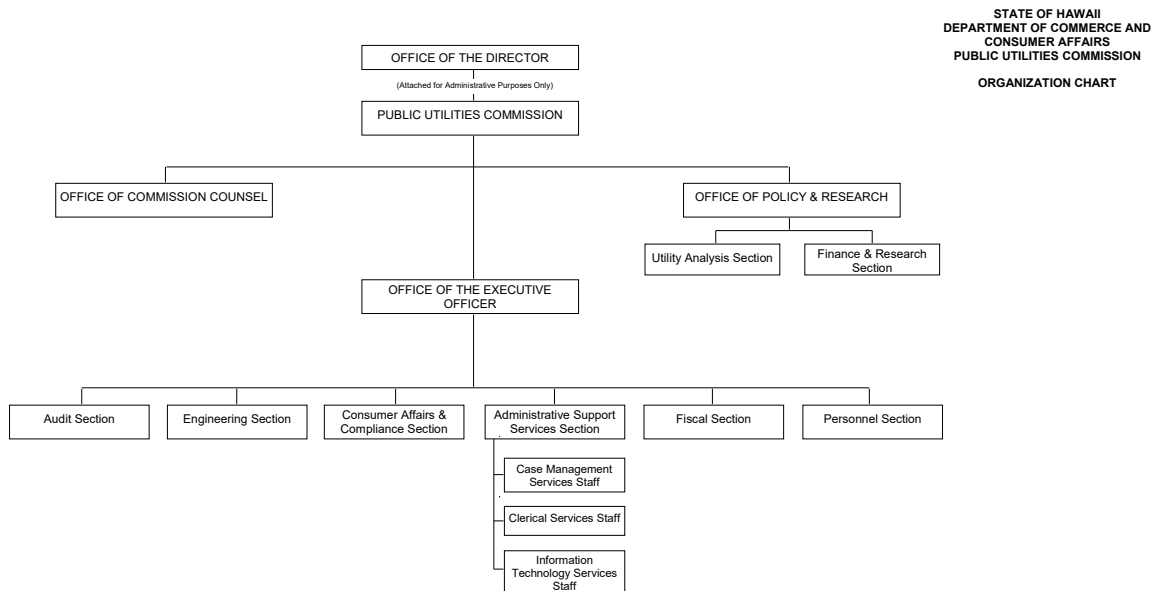 STATE OF HAWAII
DEPARTMENT OF COMMERCE AND
CONSUMER AFFAIRS
PUBLIC UTILITIES COMMISSION
ORGANIZATION CHART
OFFICE OF THE DIRECTOR
(Attached for Administrative Purposes Only)
PUBLIC UTILITIES COMMISSION
OFFICE OF COMMISSION COUNSEL
OFFICE OF POLICY & RESEARCH
Utility Analysis Section
Finance & Research
Section
OFFICE OF THE EXECUTIVE
OFFICER
Audit Section
Engineering Section
Consumer Affairs &
Compliance Section
Administrative Support
Services Section
Fiscal Section
Personnel Section
Case Management
Services Staff
Clerical Services Staff
Information
Technology Services
Staff